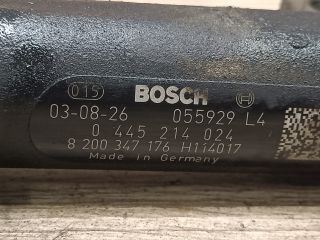 015 BOSCH
03-08-26 055929 L4
0 445 214 024
8 200 347 176 H114017
Made in Germany